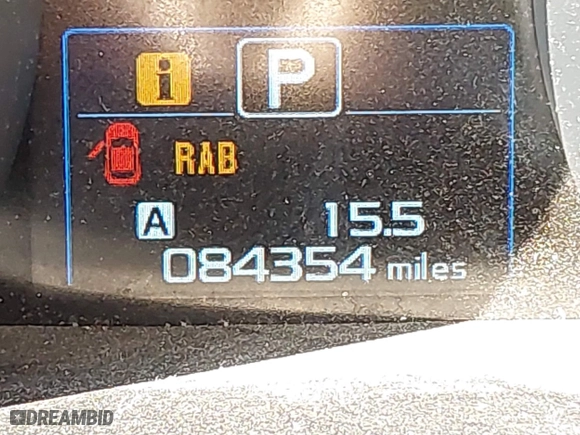 i P
RAB
A 15.5
084354 miles
DREAMBID